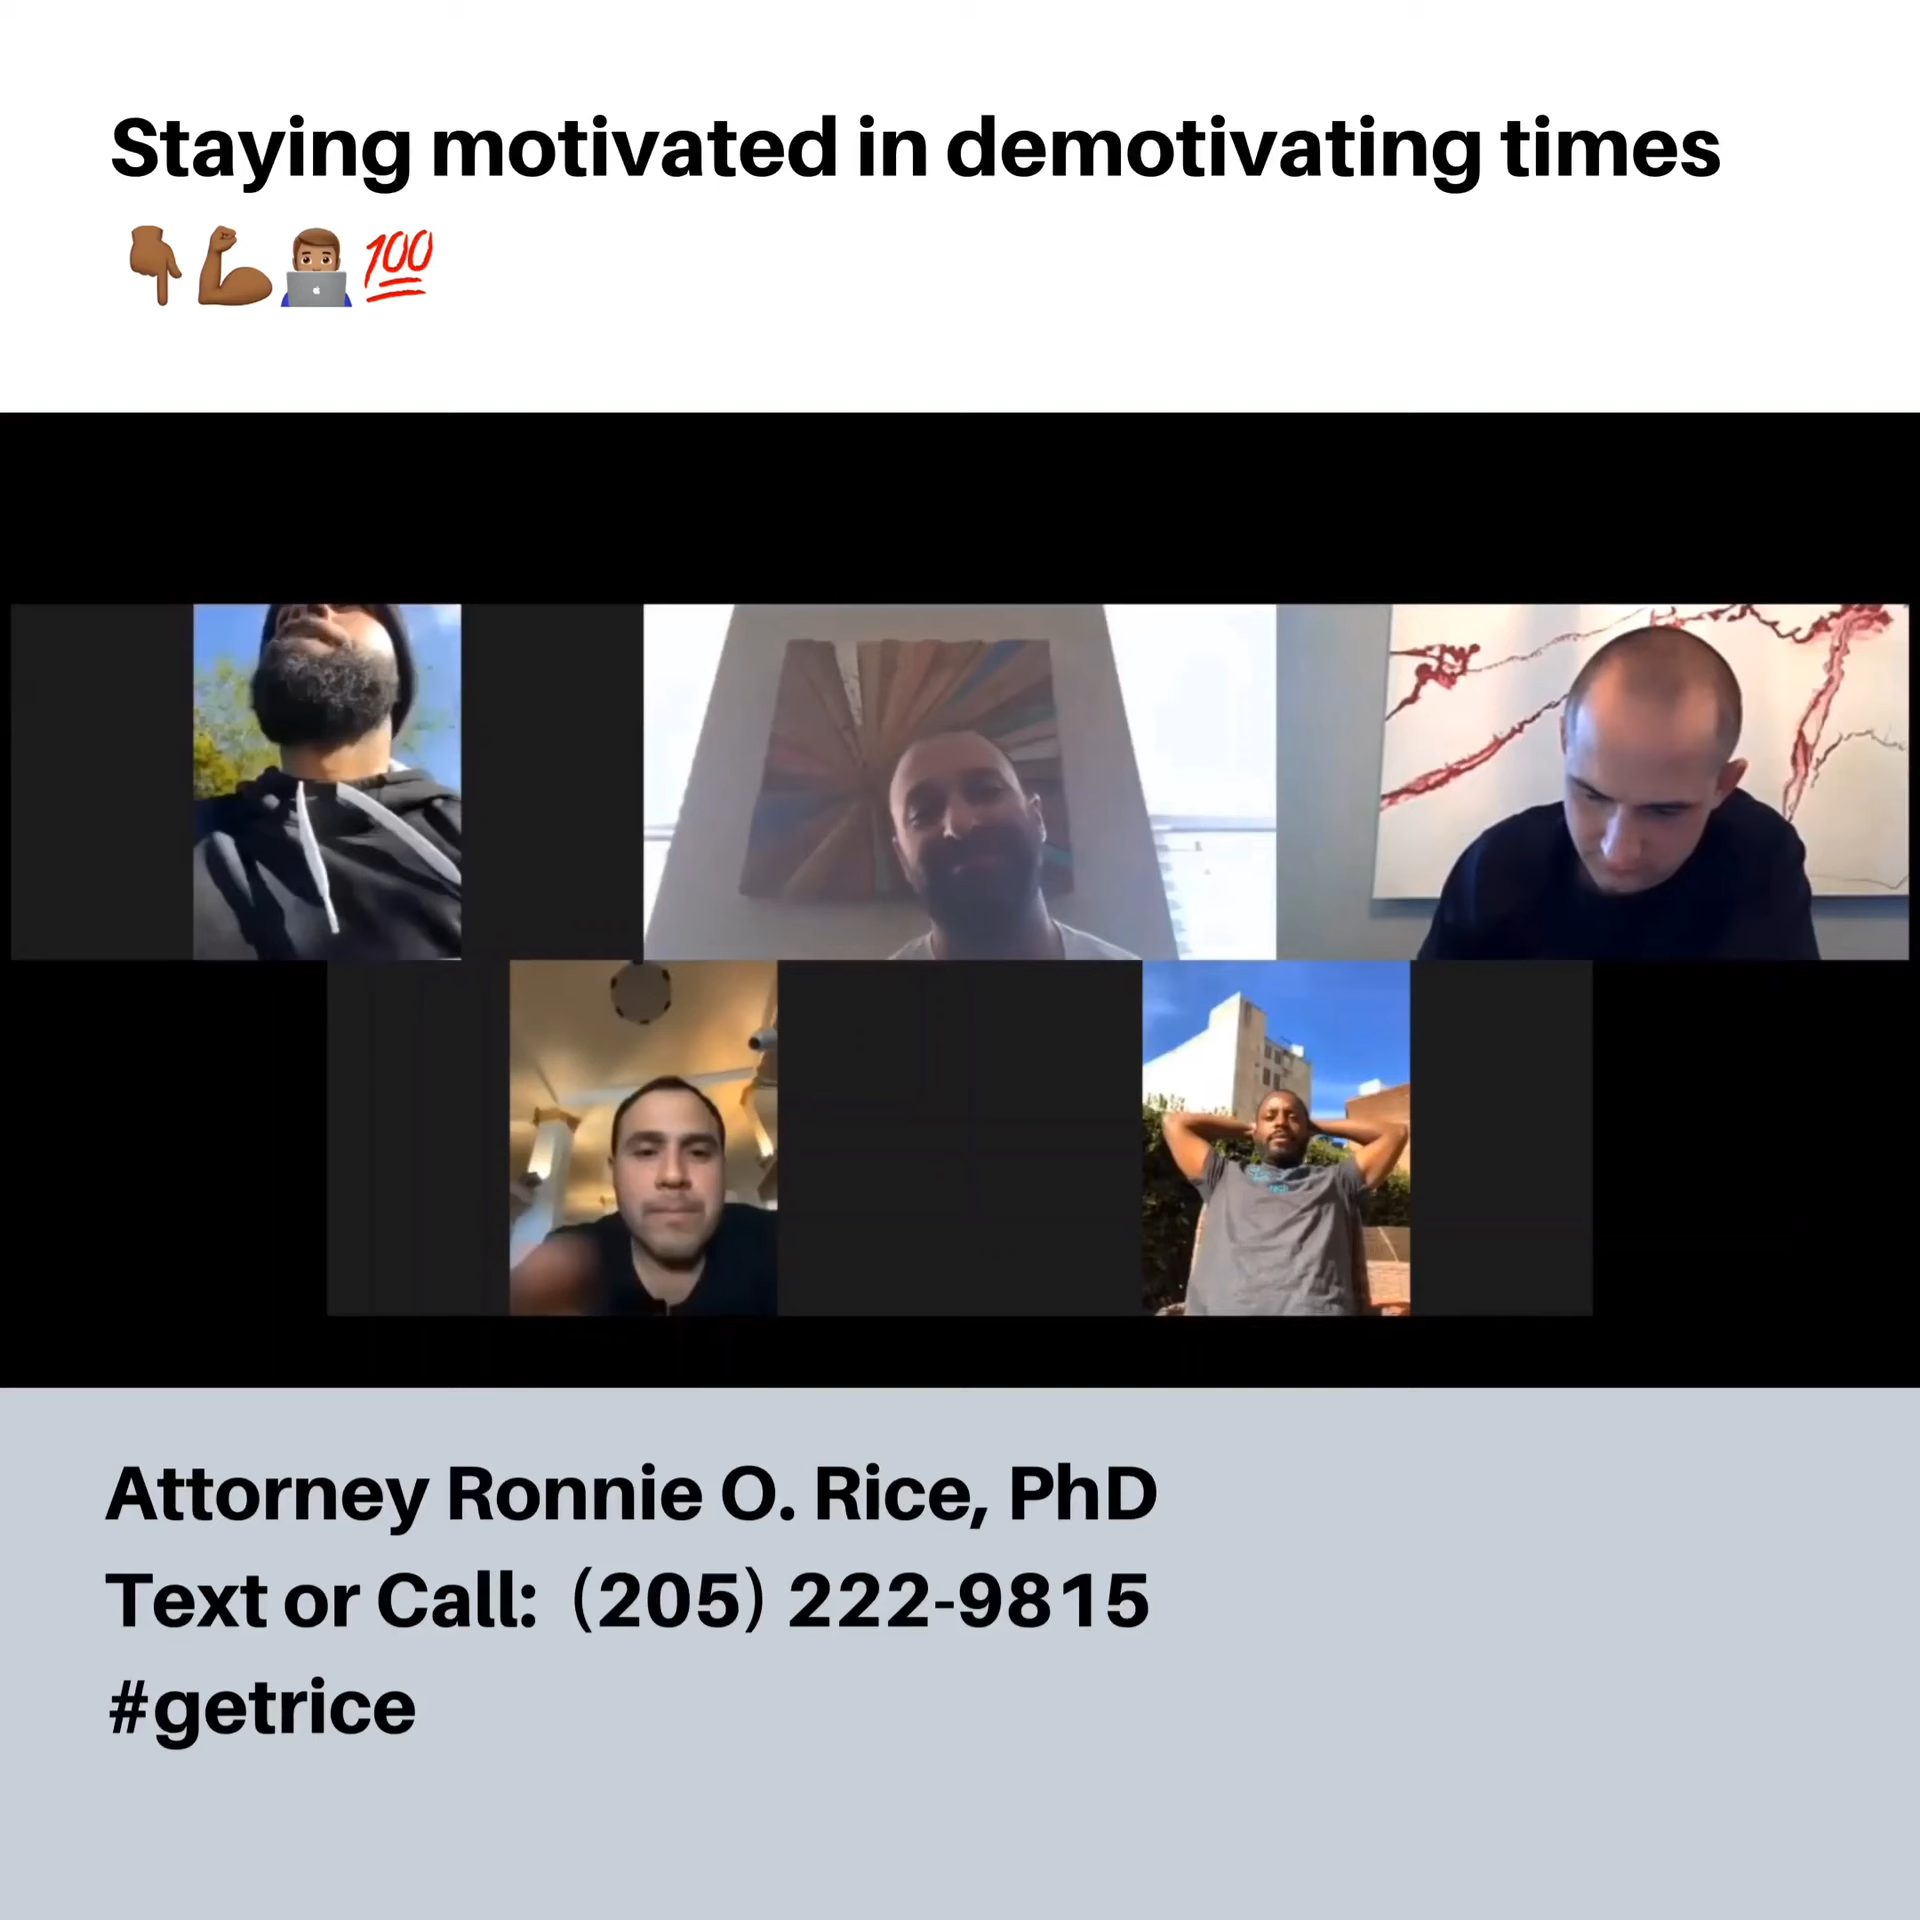 Staying motivated in demotivating times
👇🏾💪🏾👨🏽‍💻💯
Attorney Ronnie O. Rice, PhD
Text or Call: (205) 222-9815
#getrice